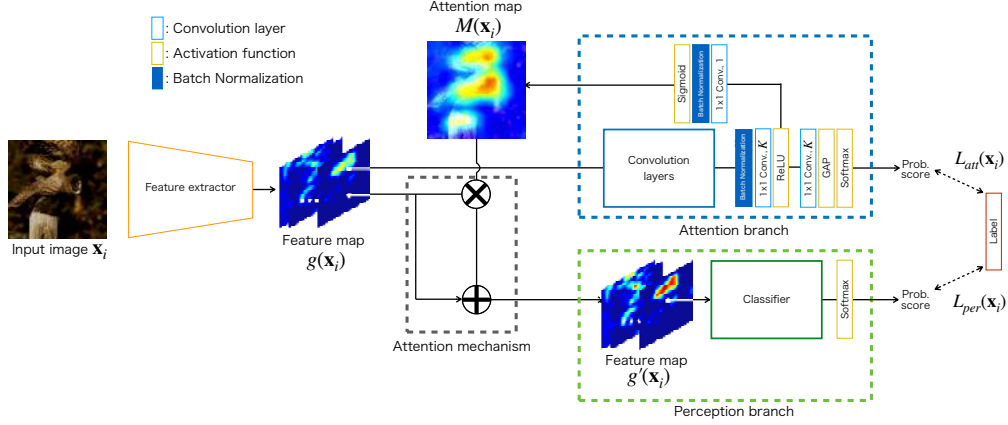 Attention map
M(𝐱ᵢ)
: Convolution layer
: Activation function
: Batch Normalization
Sigmoid
Batch Normalization
1x1 Conv., 1
Feature extractor
Convolution
layers
Batch Normalization
1x1 Conv., K
ReLU
1x1 Conv., K
GAP
Softmax
Prob.
score
L_att(𝐱ᵢ)
Label
Input image 𝐱ᵢ
Feature map
g(𝐱ᵢ)
Attention branch
Attention mechanism
Feature map
g′(𝐱ᵢ)
Classifier
Softmax
Prob.
score
L_per(𝐱ᵢ)
Perception branch